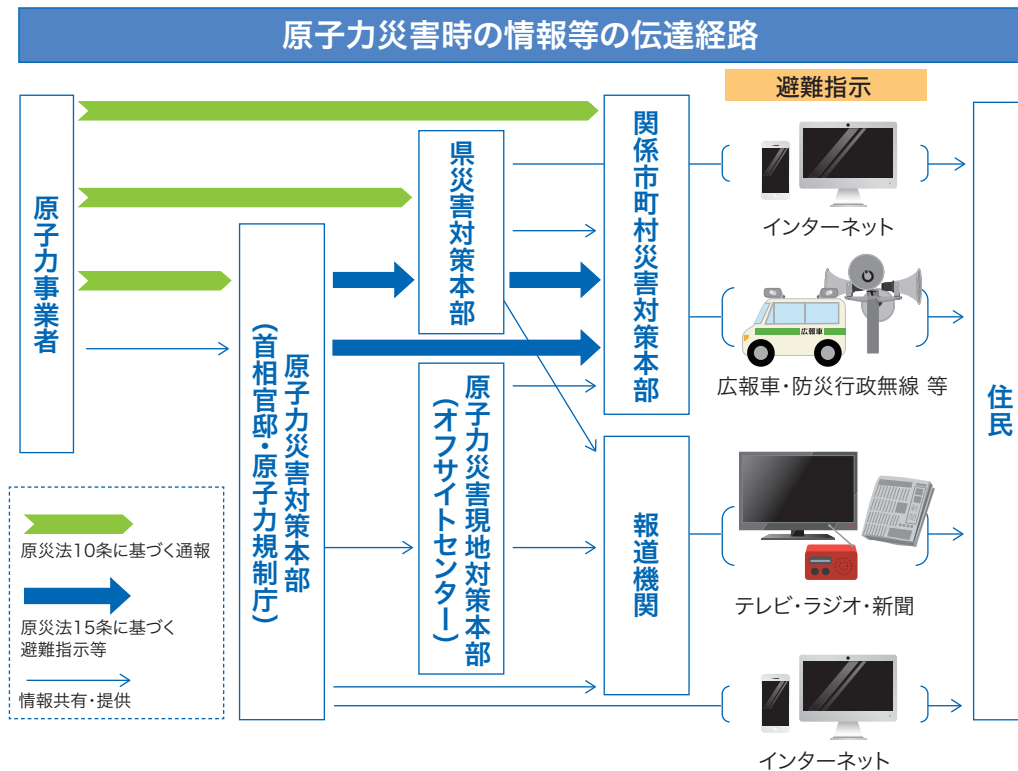 原子力災害時の情報等の伝達経路
避難指示
原子力事業者
原子力災害対策本部
(首相官邸・原子力規制庁)
県災害対策本部
原子力災害現地対策本部
(オフサイトセンター)
関係市町村災害対策本部
報道機関
インターネット
広報車
広報車・防災行政無線 等
テレビ・ラジオ・新聞
インターネット
住民
原災法10条に基づく通報
原災法15条に基づく
避難指示等
情報共有・提供